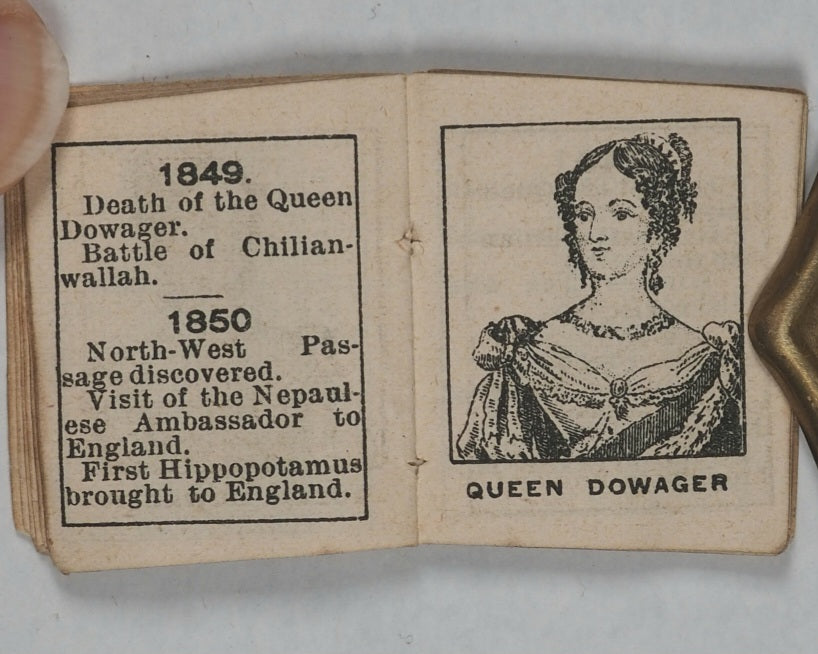 1849.
Death of the Queen
Dowager.
Battle of Chilian-
wallah.
1850
North-West Pas-
sage discovered.
Visit of the Nepaul-
ese Ambassador to
England.
First Hippopotamus
brought to England.
QUEEN DOWAGER